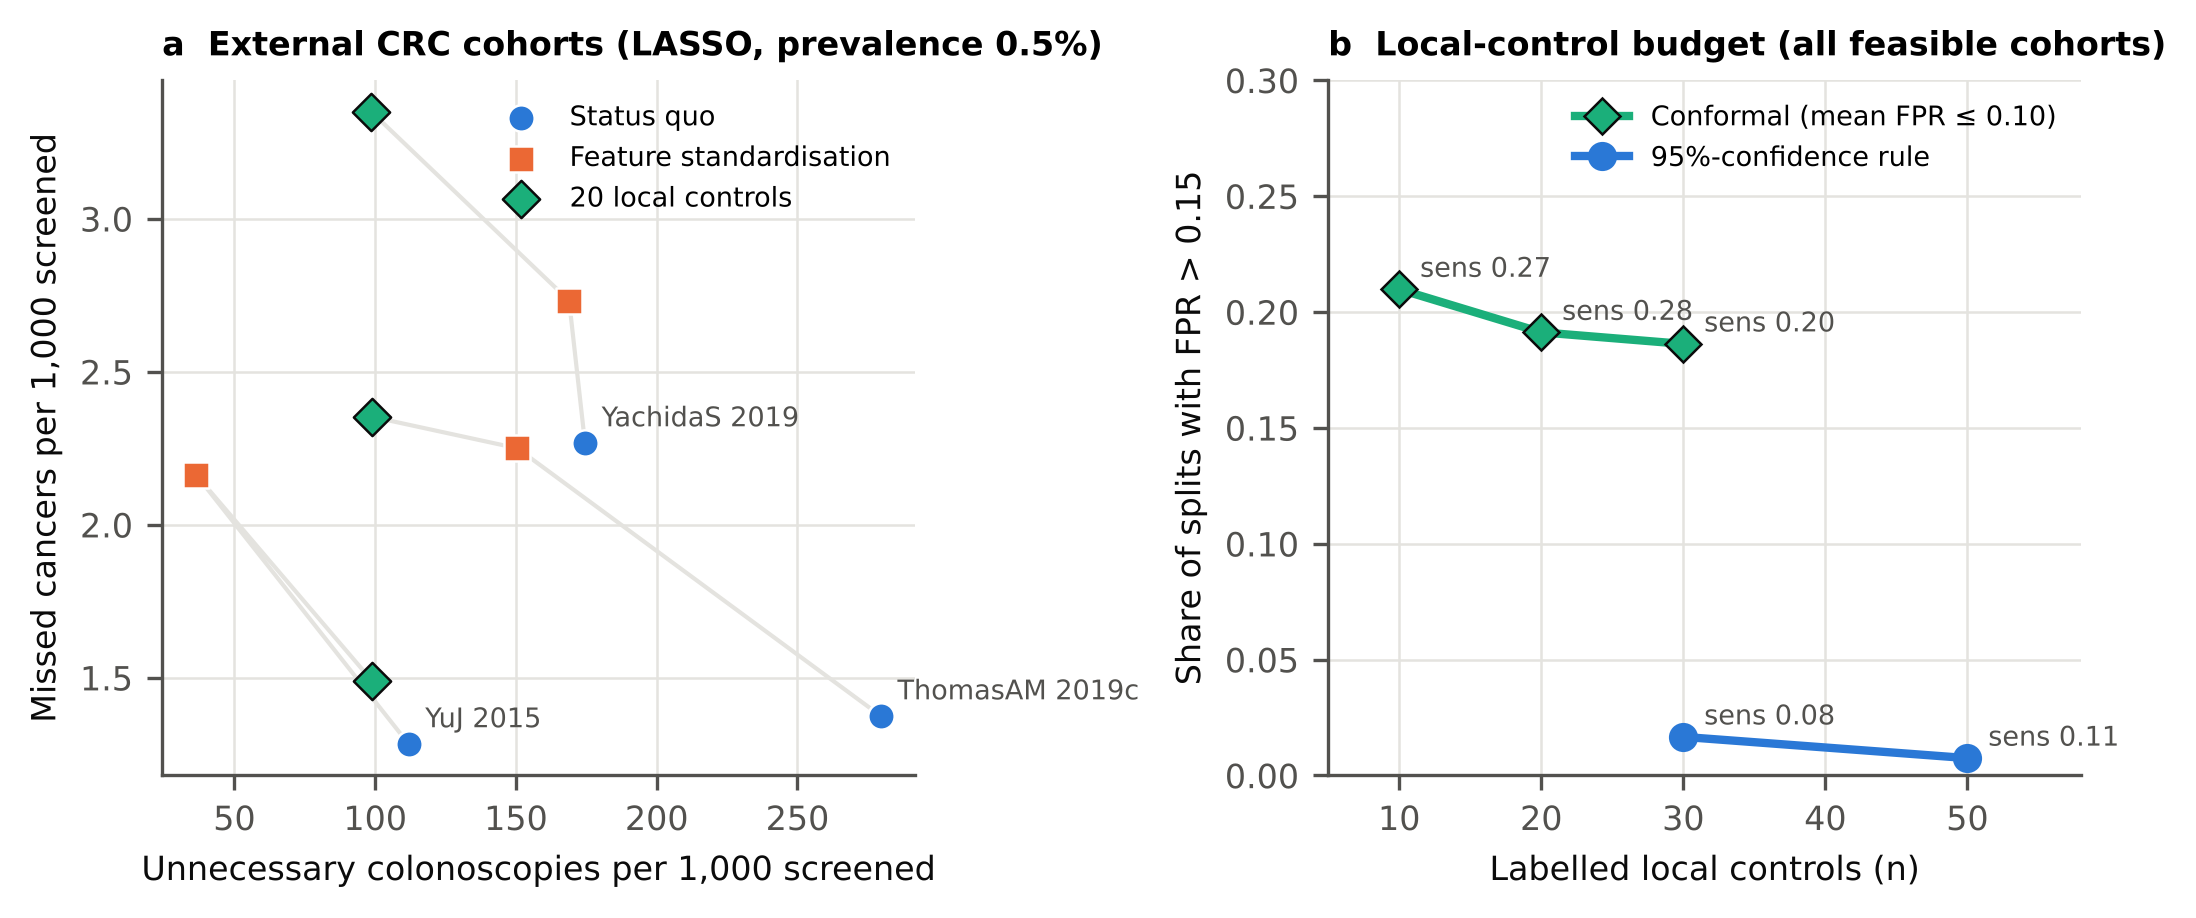 a External CRC cohorts (LASSO, prevalence 0.5%)
Missed cancers per 1,000 screened
3.0
2.5
2.0
1.5
Status quo
Feature standardisation
20 local controls
YachidaS 2019
ThomasAM 2019c
YuJ 2015
50 100 150 200 250
Unnecessary colonoscopies per 1,000 screened
b Local-control budget (all feasible cohorts)
Share of splits with FPR > 0.15
0.30
0.25
0.20
0.15
0.10
0.05
0.00
Conformal (mean FPR ≤ 0.10)
95%-confidence rule
sens 0.27
sens 0.28
sens 0.20
sens 0.08
sens 0.11
10 20 30 40 50
Labelled local controls (n)